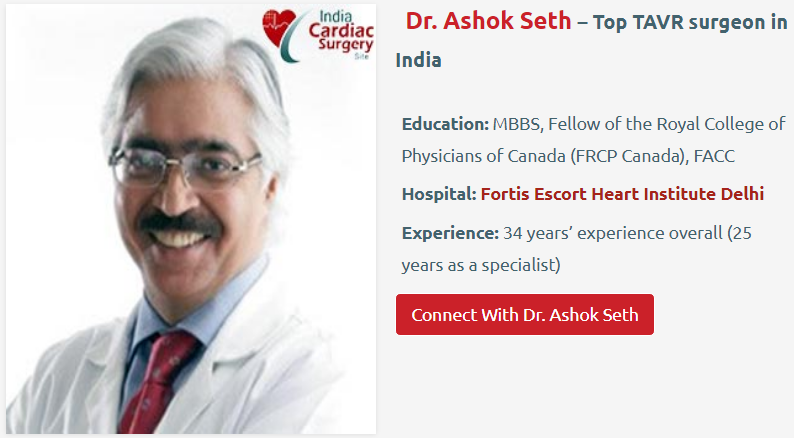 India
Cardiac
Surgery
Site
Dr. Ashok Seth – Top TAVR surgeon in
India
Education: MBBS, Fellow of the Royal College of
Physicians of Canada (FRCP Canada), FACC
Hospital: Fortis Escort Heart Institute Delhi
Experience: 34 years’ experience overall (25
years as a specialist)
Connect With Dr. Ashok Seth